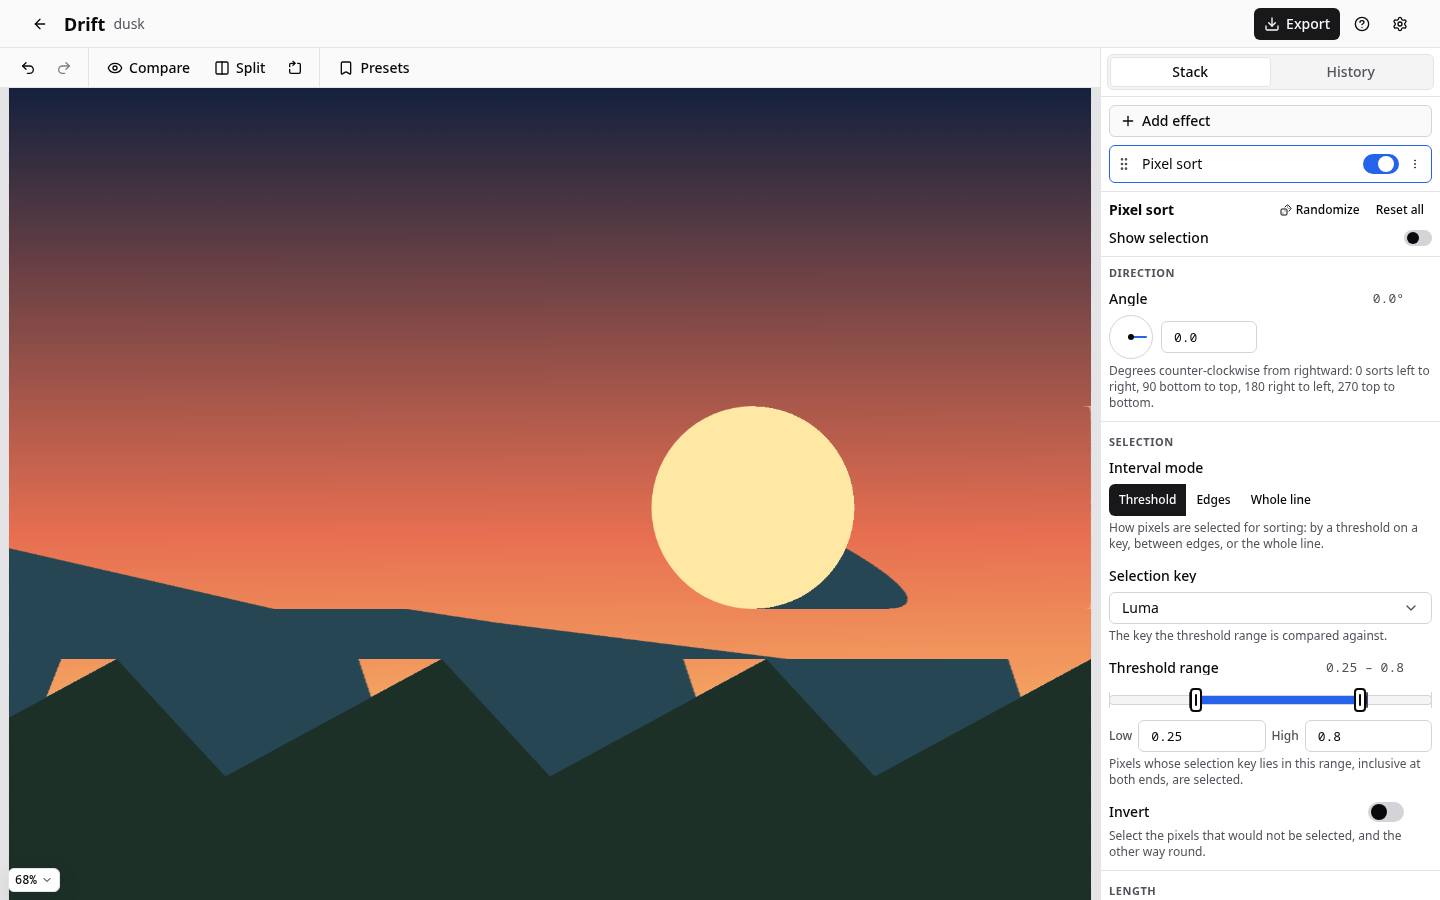 Drift dusk
Export
Compare Split Presets
Stack History
Add effect
Pixel sort
Pixel sort Randomize Reset all
Show selection
DIRECTION
Angle 0.0°
0.0
Degrees counter-clockwise from rightward: 0 sorts left to
right, 90 bottom to top, 180 right to left, 270 top to
bottom.
SELECTION
Interval mode
Threshold Edges Whole line
How pixels are selected for sorting: by a threshold on a
key, between edges, or the whole line.
Selection key
Luma
The key the threshold range is compared against.
Threshold range 0.25 – 0.8
Low 0.25 High 0.8
Pixels whose selection key lies in this range, inclusive at
both ends, are selected.
Invert
Select the pixels that would not be selected, and the
other way round.
LENGTH
68%